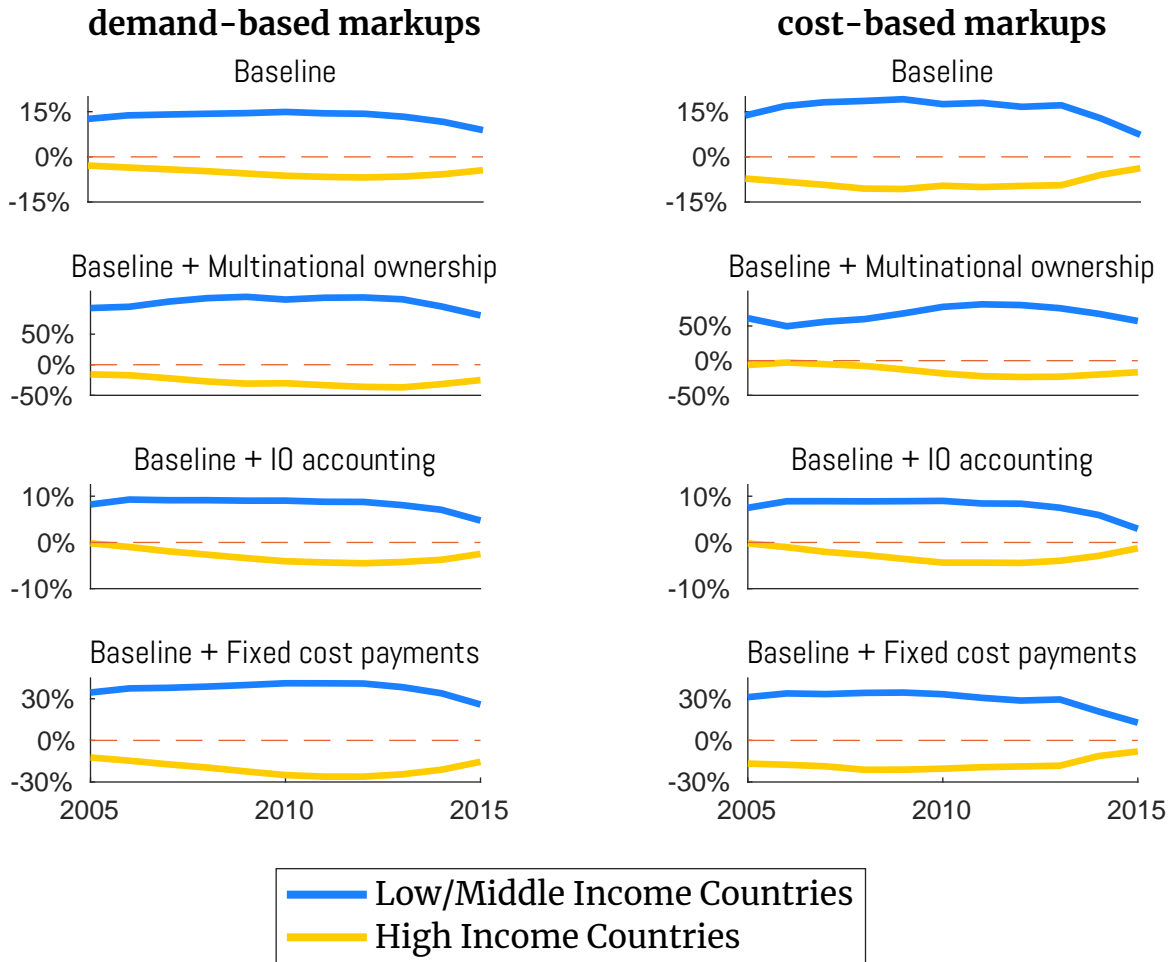 demand-based markups
Baseline
15%
0%
-15%
Baseline + Multinational ownership
50%
0%
-50%
Baseline + IO accounting
10%
0%
-10%
Baseline + Fixed cost payments
30%
0%
-30%
2005 2010 2015
cost-based markups
Baseline
15%
0%
-15%
Baseline + Multinational ownership
50%
0%
-50%
Baseline + IO accounting
10%
0%
-10%
Baseline + Fixed cost payments
30%
0%
-30%
2005 2010 2015
Low/Middle Income Countries
High Income Countries